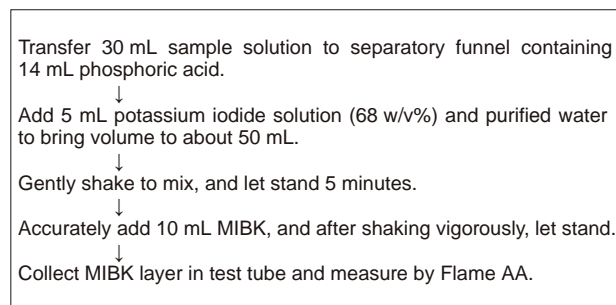 Transfer 30 mL sample solution to separatory funnel containing
14 mL phosphoric acid.
↓
Add 5 mL potassium iodide solution (68 w/v%) and purified water
to bring volume to about 50 mL.
↓
Gently shake to mix, and let stand 5 minutes.
↓
Accurately add 10 mL MIBK, and after shaking vigorously, let stand.
↓
Collect MIBK layer in test tube and measure by Flame AA.